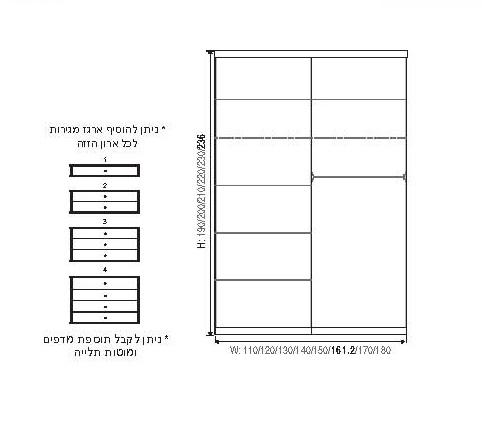 * ניתן להוסיף ארגז מגירות
לכל ארון הזזה
1
2
3
4
* ניתן לקבל תוספת מדפים
ומוטות תלייה
H: 190/200/210/220/230/236
W: 110/120/130/140/150/161.2/170/180